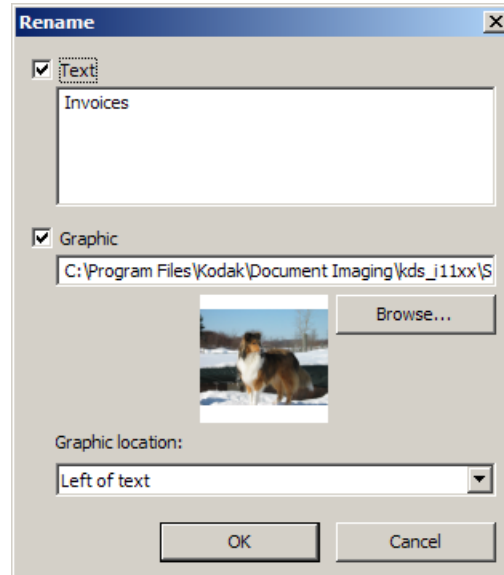 Rename
Text
Invoices
Graphic
C:\Program Files\Kodak\Document Imaging\kds_i11xx\S
Browse...
Graphic location:
Left of text
OK
Cancel